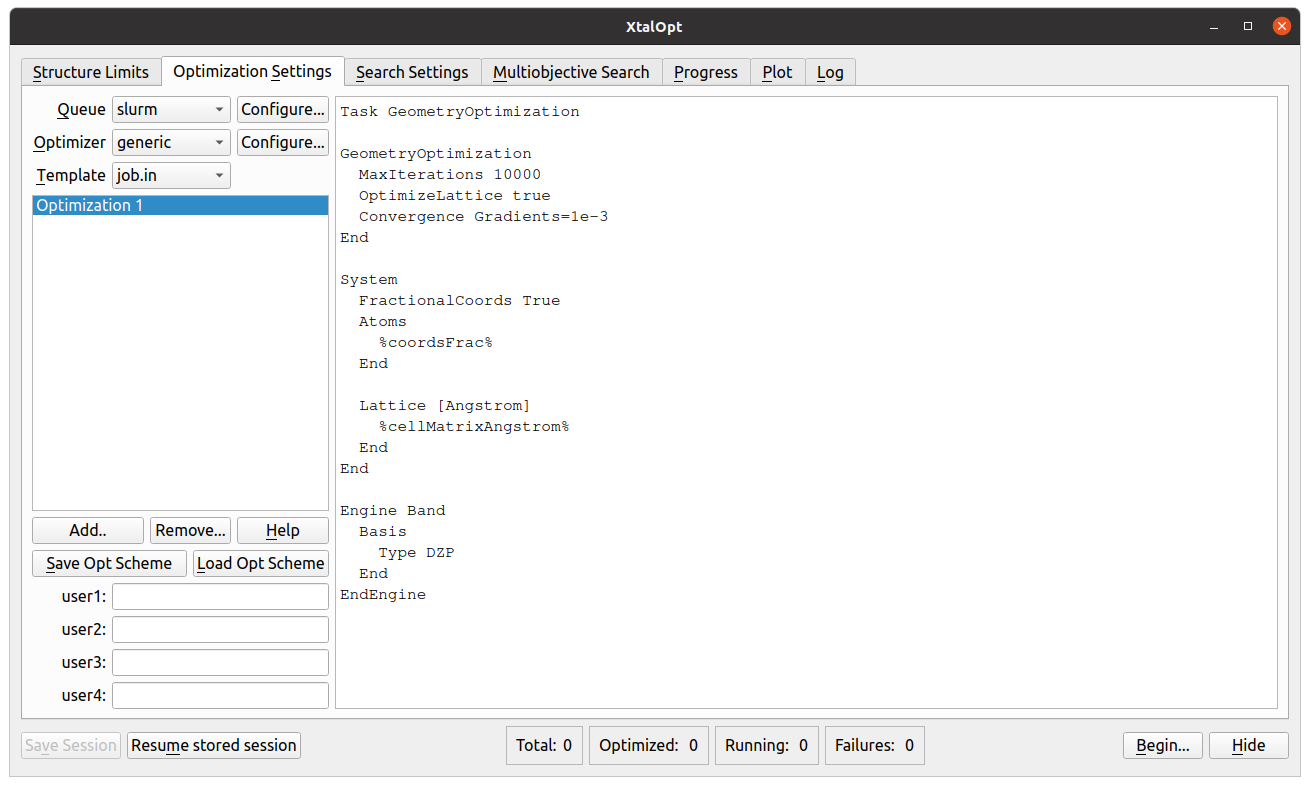 XtalOpt
Structure Limits Optimization Settings Search Settings Multiobjective Search Progress Plot Log
Queue slurm Configure...
Optimizer generic Configure...
Template job.in
Optimization 1
Add.. Remove... Help
Save Opt Scheme Load Opt Scheme
user1:
user2:
user3:
user4:
Task GeometryOptimization
GeometryOptimization
MaxIterations 10000
OptimizeLattice true
Convergence Gradients=1e-3
End
System
FractionalCoords True
Atoms
%coordsFrac%
End
Lattice [Angstrom]
%cellMatrixAngstrom%
End
End
Engine Band
Basis
Type DZP
End
EndEngine
Save Session Resume stored session Total: 0 Optimized: 0 Running: 0 Failures: 0 Begin... Hide